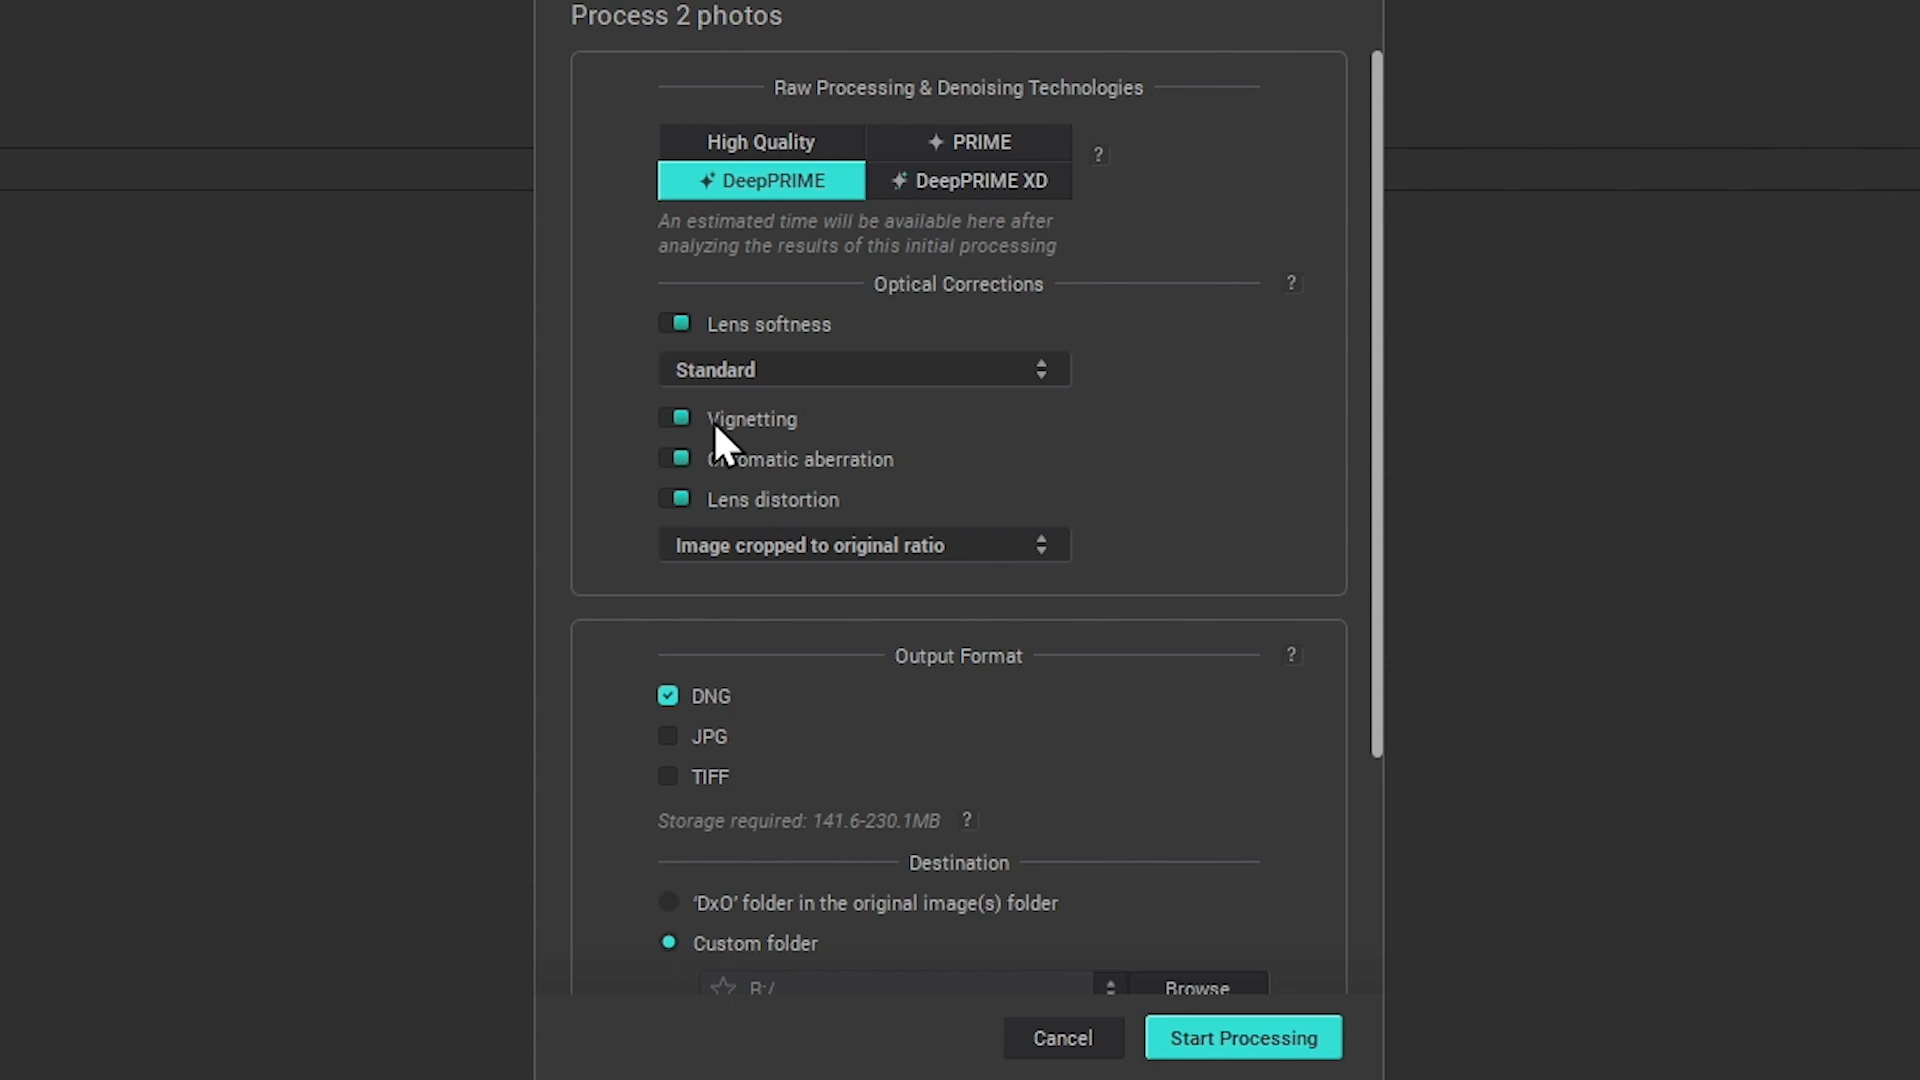 Process 2 photos
Raw Processing & Denoising Technologies
High Quality
PRIME
?
DeepPRIME
DeepPRIME XD
An estimated time will be available here after
analyzing the results of this initial processing
Optical Corrections
?
Lens softness
Standard
Vignetting
Chromatic aberration
Lens distortion
Image cropped to original ratio
Output Format
?
DNG
JPG
TIFF
Storage required: 141.6-230.1MB
?
Destination
‘DxO’ folder in the original image(s) folder
Custom folder
R:/
Browse
Cancel
Start Processing